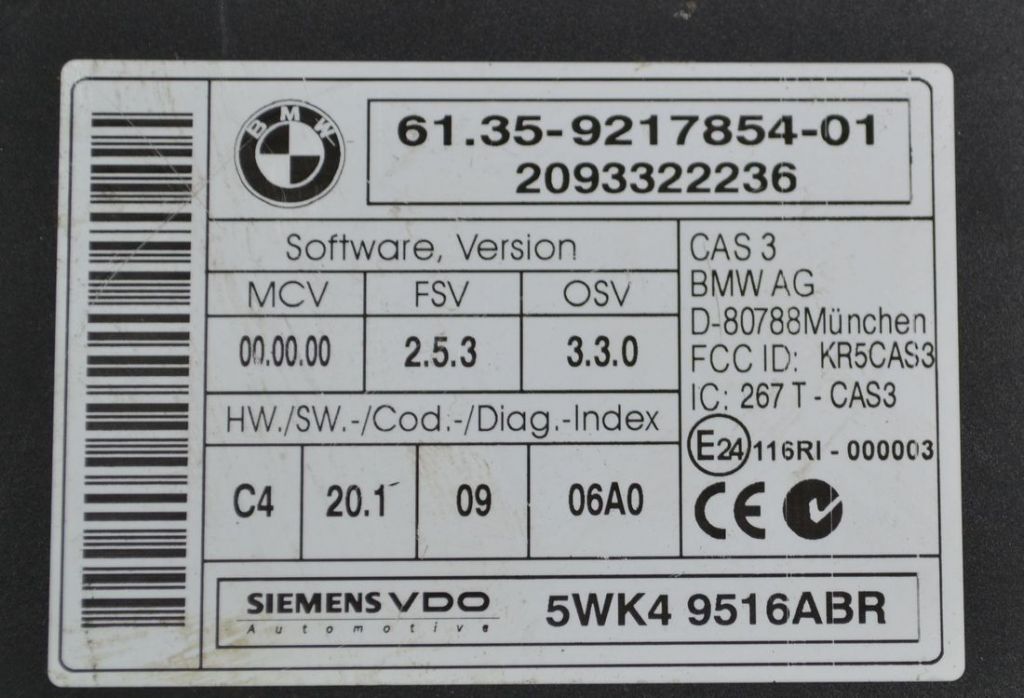 BMW
61.35-9217854-01
2093322236
Software, Version
MCV FSV OSV
00.00.00 2.5.3 3.3.0
HW./SW.-/Cod.-/Diag.-Index
C4 20.1 09 06A0
CAS 3
BMW AG
D-80788München
FCC ID: KR5CAS3
IC: 267 T - CAS3
E24 116RI - 000003
CE
SIEMENS VDO
Automotive
5WK4 9516ABR